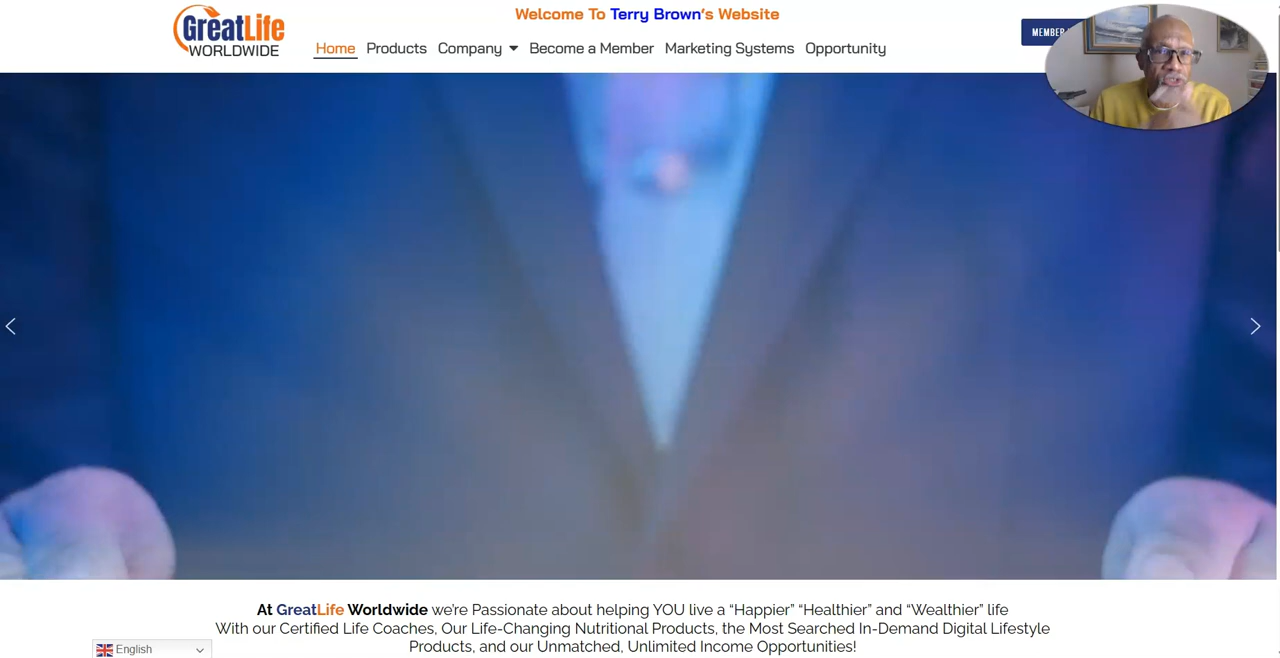 GreatLife
WORLDWIDE
Welcome To Terry Brown's Website
Home Products Company Become a Member Marketing Systems Opportunity
MEMBER
At GreatLife Worldwide we're Passionate about helping YOU live a “Happier” “Healthier” and “Wealthier” life
With our Certified Life Coaches, Our Life-Changing Nutritional Products, the Most Searched In-Demand Digital Lifestyle
Products, and our Unmatched, Unlimited Income Opportunities!
English